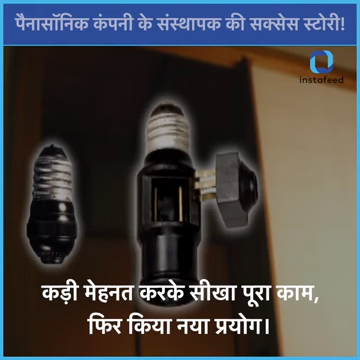 पैनासॉनिक कंपनी के संस्थापक की सक्सेस स्टोरी!
instafeed
कड़ी मेहनत करके सीखा पूरा काम,
फिर किया नया प्रयोग।